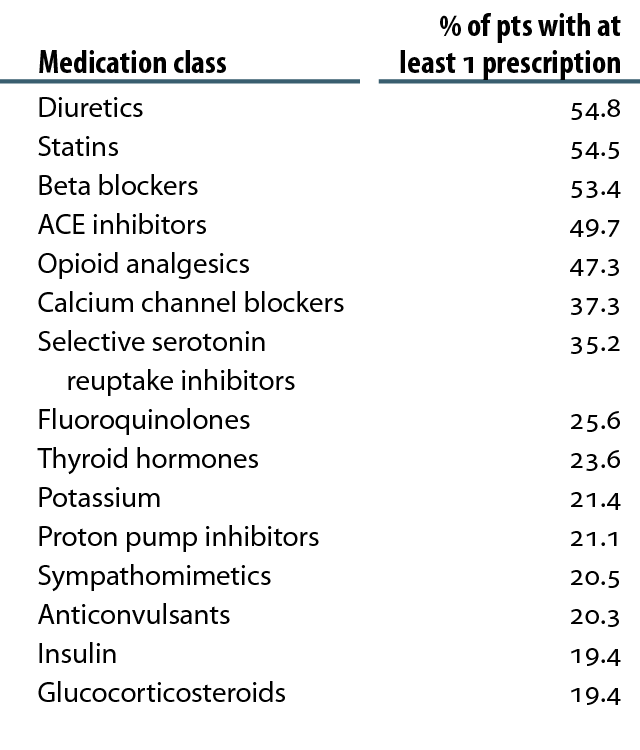 Medication class % of pts with at least 1 prescription
Diuretics 54.8
Statins 54.5
Beta blockers 53.4
ACE inhibitors 49.7
Opioid analgesics 47.3
Calcium channel blockers 37.3
Selective serotonin 35.2
reuptake inhibitors
Fluoroquinolones 25.6
Thyroid hormones 23.6
Potassium 21.4
Proton pump inhibitors 21.1
Sympathomimetics 20.5
Anticonvulsants 20.3
Insulin 19.4
Glucocorticosteroids 19.4